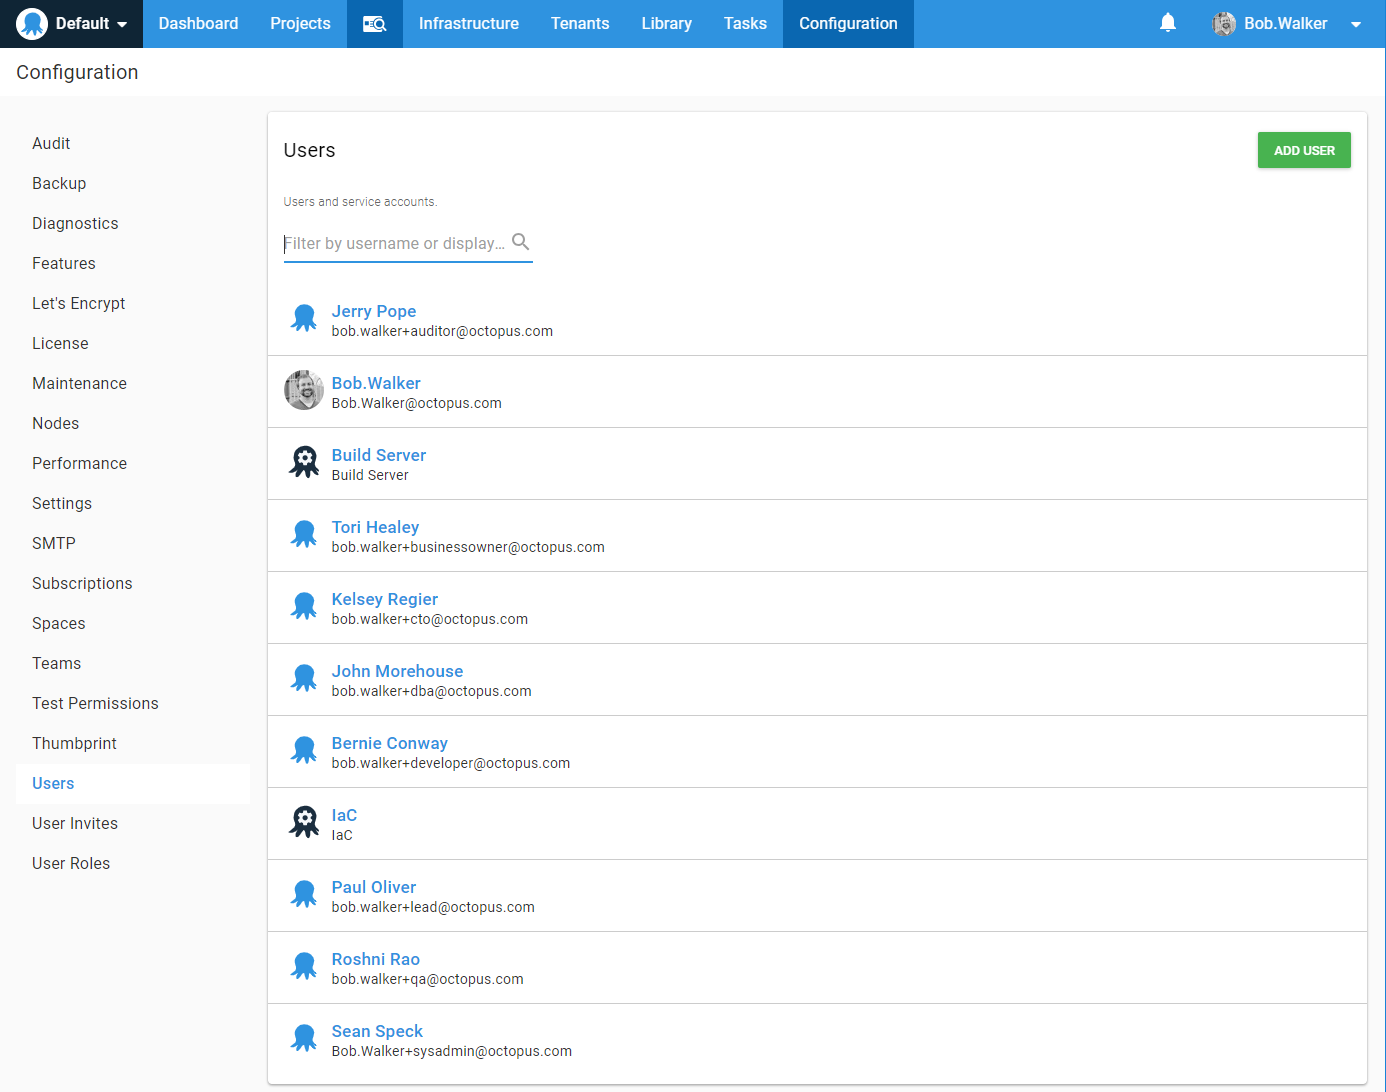 Default
Dashboard
Projects
Infrastructure
Tenants
Library
Tasks
Configuration
Bob.Walker
Configuration
Audit
Backup
Diagnostics
Features
Let's Encrypt
License
Maintenance
Nodes
Performance
Settings
SMTP
Subscriptions
Spaces
Teams
Test Permissions
Thumbprint
Users
User Invites
User Roles
Users
ADD USER
Users and service accounts.
Filter by username or display...
Jerry Pope
bob.walker+auditor@octopus.com
Bob.Walker
Bob.Walker@octopus.com
Build Server
Build Server
Tori Healey
bob.walker+businessowner@octopus.com
Kelsey Regier
bob.walker+cto@octopus.com
John Morehouse
bob.walker+dba@octopus.com
Bernie Conway
bob.walker+developer@octopus.com
IaC
IaC
Paul Oliver
bob.walker+lead@octopus.com
Roshni Rao
bob.walker+qa@octopus.com
Sean Speck
Bob.Walker+sysadmin@octopus.com